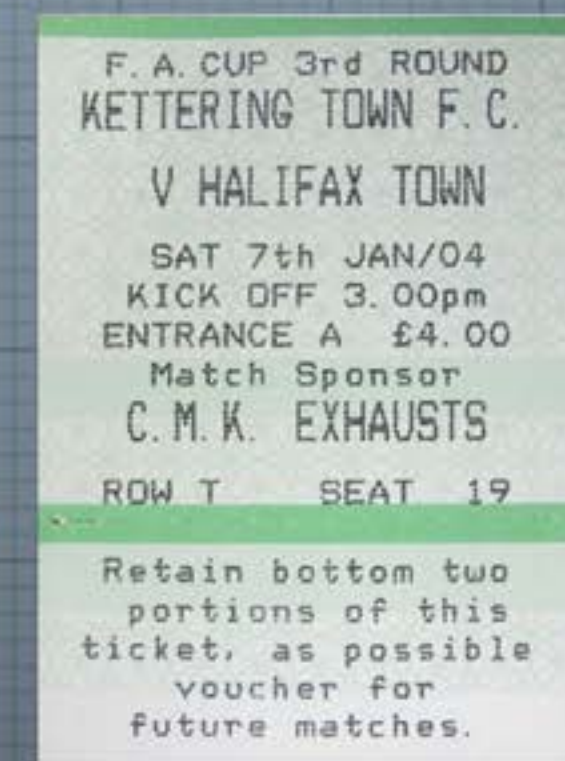 F.A.CUP 3rd ROUND
KETTERING TOWN F.C.
V HALIFAX TOWN
SAT 7th JAN/04
KICK OFF 3.00pm
ENTRANCE A £4.00
Match Sponsor
C.M.K. EXHAUSTS
ROW T SEAT 19
Retain bottom two
portions of this
ticket, as possible
voucher for
future matches.